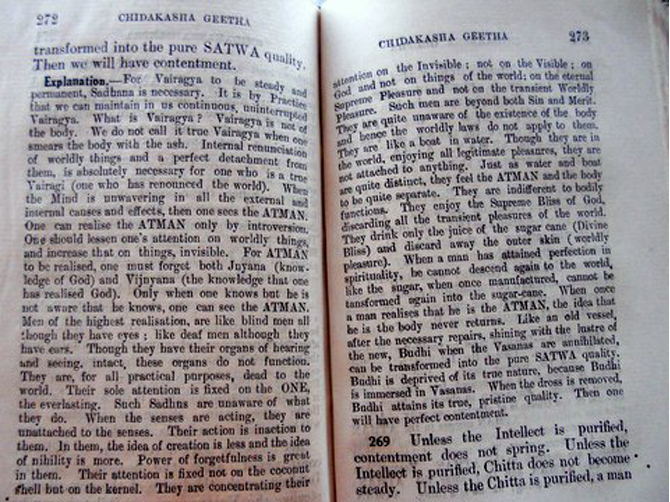 272 CHIDAKASHA GEETHA
transformed into the pure SATWA quality.
Then we will have contentment.
Explanation.—For Vairagya to be steady and
permanent, Sadhana is necessary. It is by Practice
that we can maintain in us continuous, uninterrupted
Vairagya. What is Vairagya? Vairagya is not of
the body. We do not call it true Vairagya when one
smears the body with the ash. Internal renunciation
of worldly things and a perfect detachment from
them, is absolutely necessary for one who is a true
Vairagi (one who has renounced the world). When
the Mind is unwavering in all the external and
internal causes and effects, then one sees the ATMAN.
One can realise the ATMAN only by introversion.
One should lessen one's attention on worldly things,
and increase that on things, invisible. For ATMAN
to be realised, one must forget both Jnyana (know-
ledge of God) and Vijnyana (the knowledge that one
has realised God). Only when one knows but he is
not aware that he knows, one can see the ATMAN.
Men of the highest realisation, are like blind men all
though they have eyes ; like deaf men although they
have ears. Though they have their organs of hearing
and seeing, intact, these organs do not function.
They are, for all practical purposes, dead to the
world. Their sole attention is fixed on the ONE,
the everlasting. Such Sadhus are unaware of what
they do. When the senses are acting, they are
unattached to the senses. Their action is inaction to
them. In them, the idea of creation is less and the idea
of nihility is more. Power of forgetfulness is great
in them. Their attention is fixed not on the coconut
shell but on the kernel. They are concentrating their
CHIDAKASHA GEETHA 273
attention on the Invisible ; not on the Visible ; on
God and not on things of the world; on the eternal
Supreme Pleasure and not on the transient Worldly
Pleasure. Such men are beyond both Sin and Merit.
They are quite unaware of the existence of the body
and hence the worldly laws do not apply to them.
They are like a boat in water. Though they are in
the world, enjoying all legitimate pleasures, they are
not attached to anything. Just as water and boat
are quite distinct, they feel the ATMAN and the body
to be quite separate. They are indifferent to bodily
functions. They enjoy the Supreme Bliss of God,
discarding all the transient pleasures of the world.
They drink only the juice of the sugar cane (Divine
Bliss) and discard away the outer skin (worldly
pleasure). When a man has attained perfection in
spirituality, he cannot descend again to the world,
like the sugar, when once manufactured, cannot be
tansformed again into the sugar-cane. When once
a man realises that he is the ATMAN, the idea that
he is the body never returns. Like an old vessel,
after the necessary repairs, shining with the lustre of
the new, Budhi when the Vasanas are annihilated,
can be transformed into the pure SATWA quality.
Budhi is deprived of its true nature, because Budhi
is immersed in Vasanas. When the dross is removed,
Budhi attains its true, pristine quality. Then one
will have perfect contentment.
269 Unless the Intellect is purified,
contentment does not spring. Unless the
Intellect is purified, Chitta does not become
steady. Unless the Chitta is purified, a man